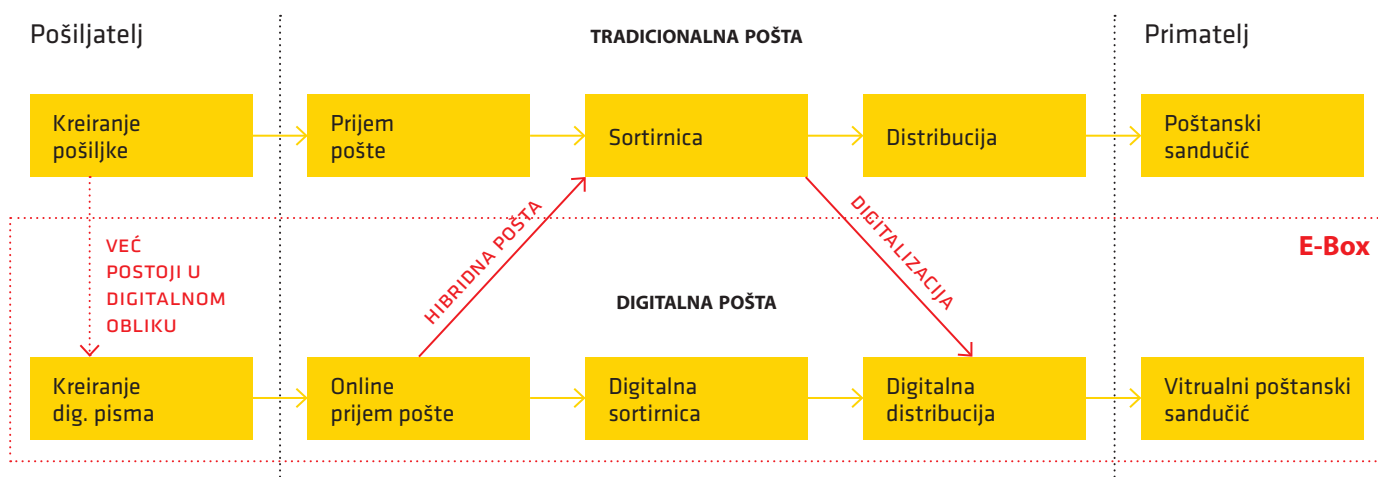 Pošiljatelj
TRADICIONALNA POŠTA
Primatelj
Kreiranje
pošiljke
Prijem
pošte
Sortirnica
Distribucija
Poštanski
sandučić
VEĆ
POSTOJI U
DIGITALNOM
OBLIKU
HIBRIDNA POŠTA
DIGITALIZACIJA
E-Box
DIGITALNA POŠTA
Kreiranje
dig. pisma
Online
prijem pošte
Digitalna
sortirnica
Digitalna
distribucija
Vitrualni poštanski
sandučić